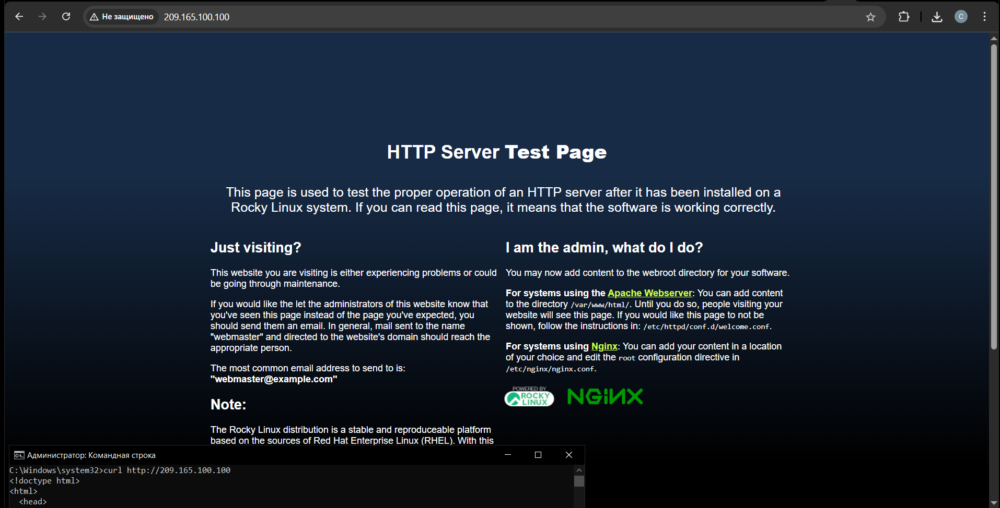 Не защищено 209.165.100.100
C
HTTP Server Test Page
This page is used to test the proper operation of an HTTP server after it has been installed on a
Rocky Linux system. If you can read this page, it means that the software is working correctly.
Just visiting?
This website you are visiting is either experiencing problems or could
be going through maintenance.
If you would like the let the administrators of this website know that
you've seen this page instead of the page you've expected, you
should send them an email. In general, mail sent to the name
"webmaster" and directed to the website's domain should reach the
appropriate person.
The most common email address to send to is:
"webmaster@example.com"
Note:
The Rocky Linux distribution is a stable and reproduceable platform
based on the sources of Red Hat Enterprise Linux (RHEL). With this
I am the admin, what do I do?
You may now add content to the webroot directory for your software.
For systems using the Apache Webserver: You can add content
to the directory /var/www/html/. Until you do so, people visiting your
website will see this page. If you would like this page to not be
shown, follow the instructions in: /etc/httpd/conf.d/welcome.conf.
For systems using Nginx: You can add your content in a location
of your choice and edit the root configuration directive in
/etc/nginx/nginx.conf.
POWERED BY
ROCKY
LINUX
NGINX
Администратор: Командная строка
C:\Windows\system32>curl http://209.165.100.100
<!doctype html>
<html>
<head>